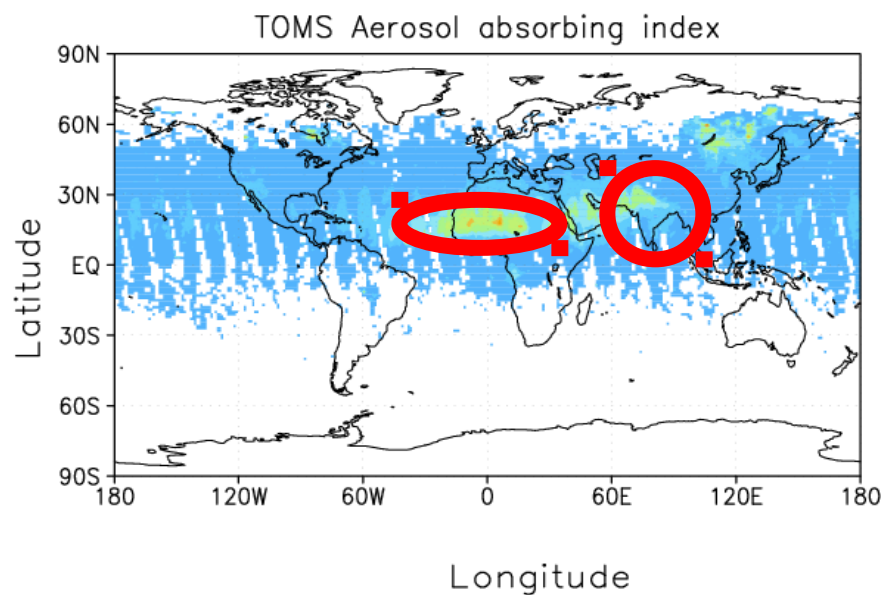 TOMS Aerosol absorbing index
90N
60N
30N
EQ
30S
60S
90S
Latitude
180 120W 60W 0 60E 120E 180
Longitude